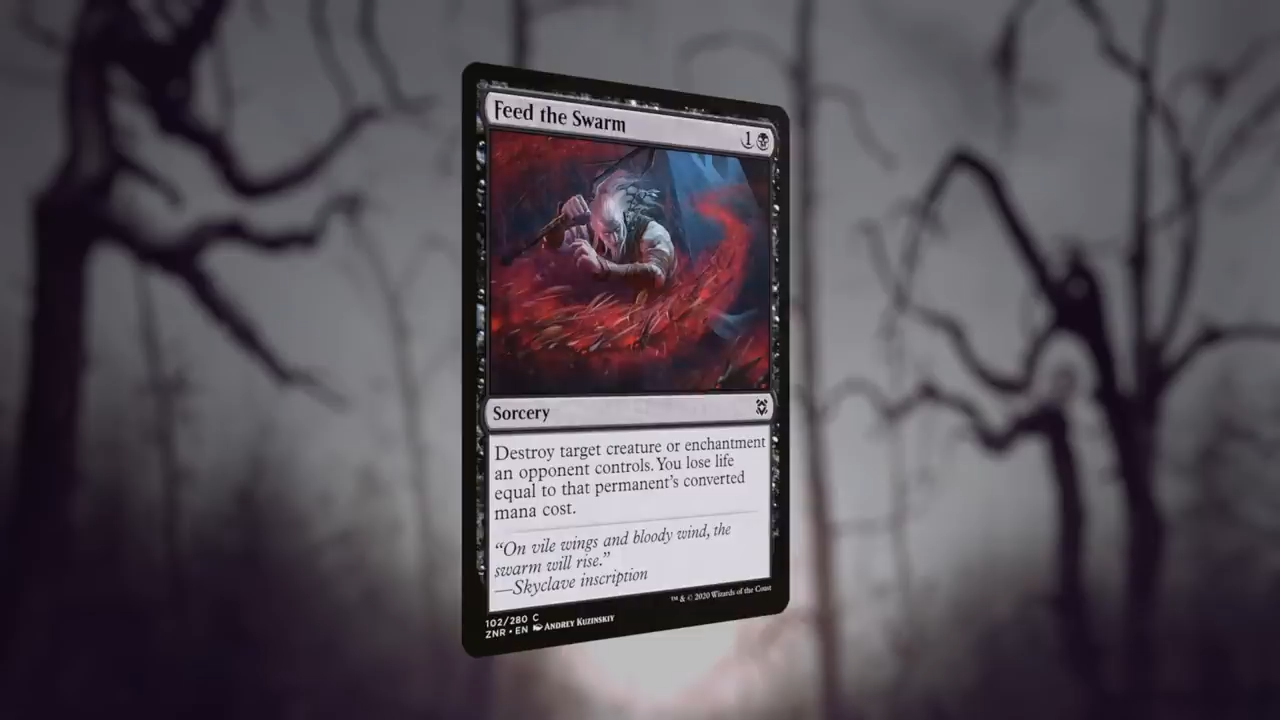 Feed the Swarm
1
Sorcery
Destroy target creature or enchantment
an opponent controls. You lose life
equal to that permanent's converted
mana cost.
“On vile wings and bloody wind, the
swarm will rise.”
—Skyclave inscription
™ & © 2020 Wizards of the Coast
102/280 C
ZNR • EN Andrey Kuzinskiy